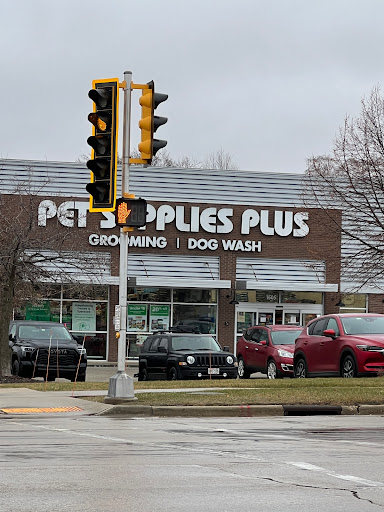 PET SUPPLIES PLUS
GROOMING | DOG WASH